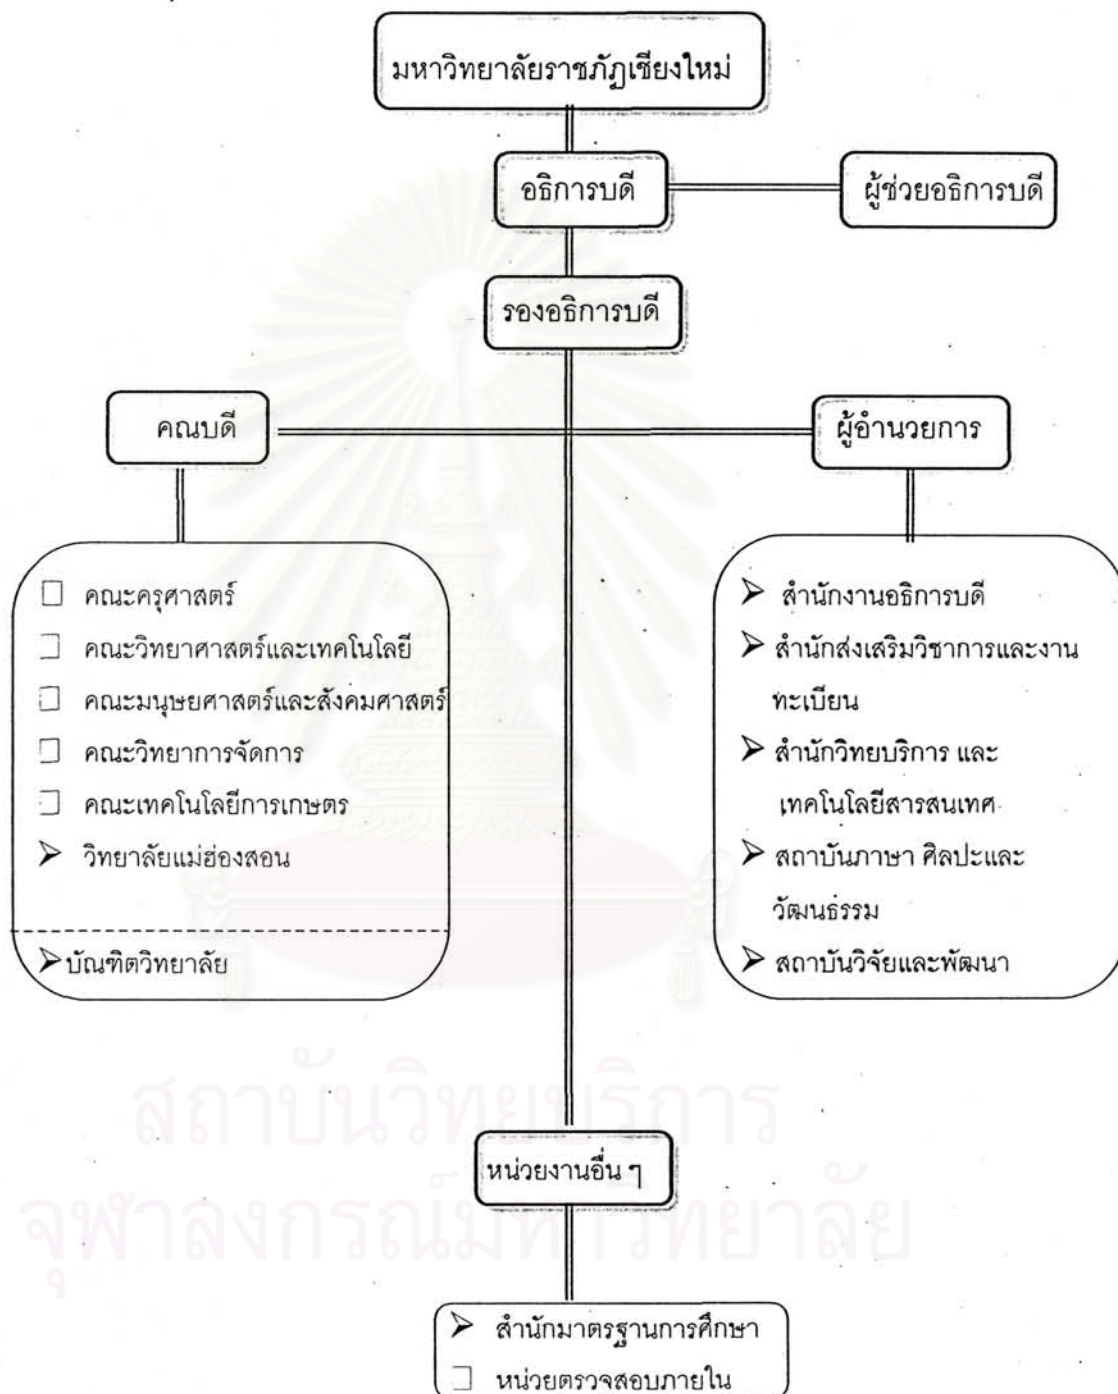 มหาวิทยาลัยราชภัฏเชียงใหม่
อธิการบดี
ผู้ช่วยอธิการบดี
รองอธิการบดี
คณบดี
ผู้อำนวยการ
คณะครุศาสตร์
คณะวิทยาศาสตร์และเทคโนโลยี
คณะมนุษยศาสตร์และสังคมศาสตร์
คณะวิทยาการจัดการ
คณะเทคโนโลยีการเกษตร
วิทยาลัยแม่ฮ่องสอน
บัณฑิตวิทยาลัย
สำนักงานอธิการบดี
สำนักส่งเสริมวิชาการและงาน
ทะเบียน
สำนักวิทยบริการ และ
เทคโนโลยีสารสนเทศ
สถาบันภาษา ศิลปะและ
วัฒนธรรม
สถาบันวิจัยและพัฒนา
สถาบันวิทยบริการ
จุฬาลงกรณ์มหาวิทยาลัย
หน่วยงานอื่น ๆ
สำนักมาตรฐานการศึกษา
หน่วยตรวจสอบภายใน